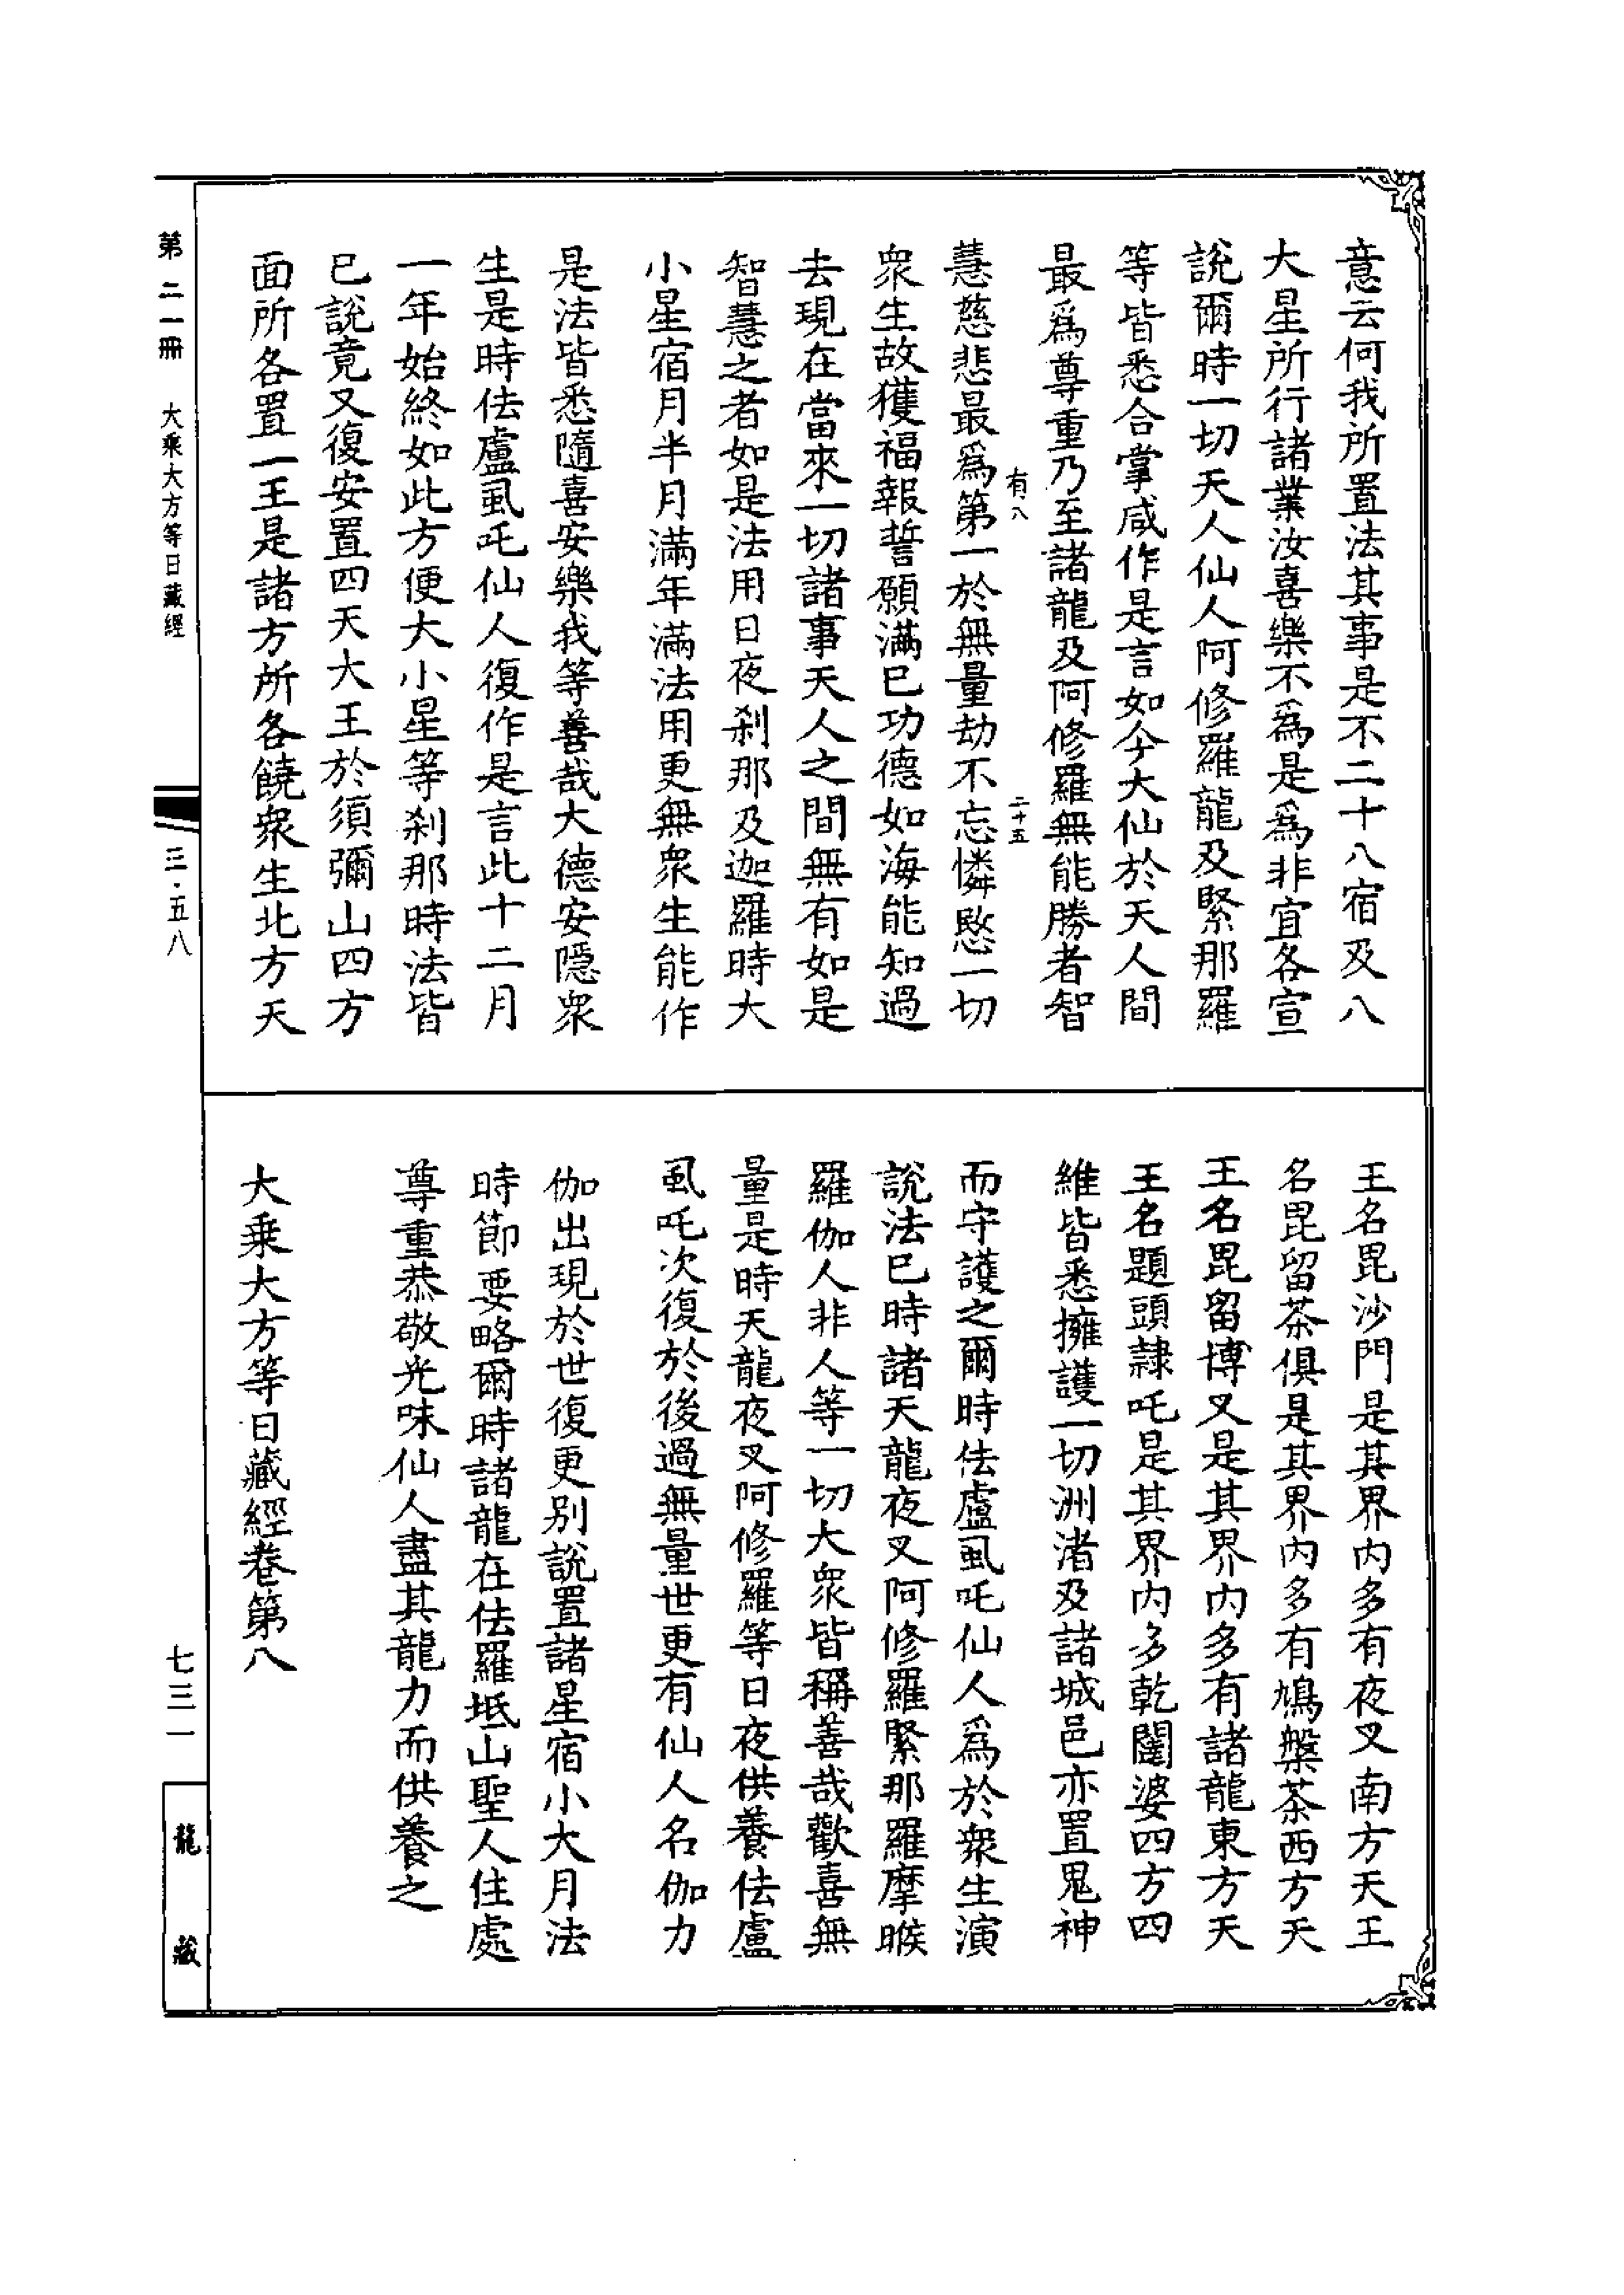 意云何我所置法其事是不二十八宿及八
大星所行諸業汝喜樂不爲是爲非宜各宣
說爾時一切天人仙人阿修羅龍及緊那羅
等皆悉合掌咸作是言如今大仙於天人間
最爲尊重乃至諸龍及阿修羅無能勝者智
有八
二十五
慧慈悲最爲第一於無量劫不忘憐愍一切
衆生故獲福報誓願滿已功德如海能知過
去現在當來一切諸事天人之間無有如是
智慧之者如是法用日夜剎那及迦羅時大
小星宿月半月滿年滿法用更無衆生能作
是法皆悉隨喜安樂我等善哉大德安隱衆
生是時佉盧虱吒仙人復作是言此十二月
一年始終如此方便大小星等剎那時法皆
已說竟又復安置四天大王於須彌山四方
面所各置一王是諸方所各饒衆生北方天
王名毘沙門是其界內多有夜叉南方天王
名毘留荼俱是其界內多有鳩槃荼西方天
王名毘留博叉是其界內多有諸龍東方天
王名題頭隸吒是其界內多乾闥婆四方四
維皆悉擁護一切洲渚及諸城邑亦置鬼神
而守護之爾時佉盧虱吒仙人爲於衆生演
說法已時諸天龍夜叉阿修羅緊那羅摩睺
羅伽人非人等一切大衆皆稱善哉歡喜無
量是時天龍夜叉阿修羅等日夜供養佉盧
虱吒次復於後過無量世更有仙人名伽力
伽出現於世復更別說置諸星宿小大月法
時節要略爾時諸龍在佉羅坻山聖人住處
尊重恭敬光味仙人盡其龍力而供養之
大乘大方等日藏經卷第八
第二一冊
大乘大方等日藏經
三·五八
七三一
龍藏